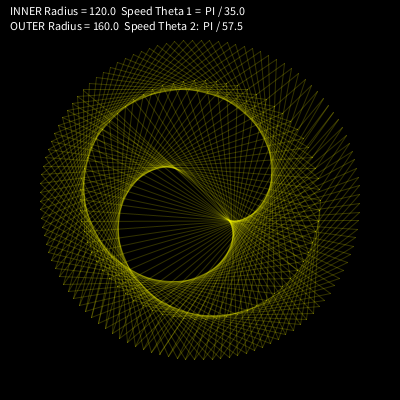 INNER Radius = 120.0  Speed Theta 1 = PI / 35.0
OUTER Radius = 160.0  Speed Theta 2: PI / 57.5